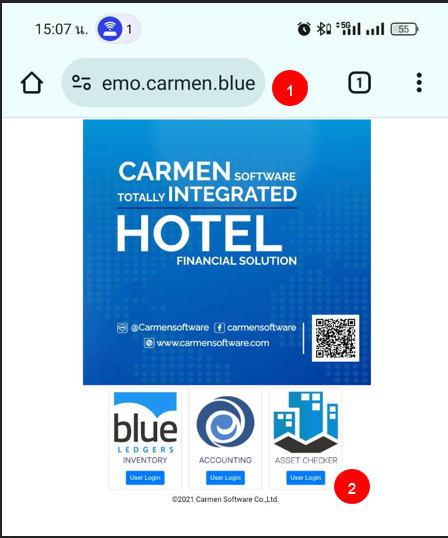 15:07 น.
1
5G
55
emo.carmen.blue
1
1
CARMEN SOFTWARE
TOTALLY INTEGRATED
HOTEL
FINANCIAL SOLUTION
@Carmensoftware carmensoftware
www.carmensoftware.com
blue
LEDGERS
INVENTORY
User Login
ACCOUNTING
User Login
ASSET CHECKER
User Login
2
©2021 Carmen Software Co.,Ltd.